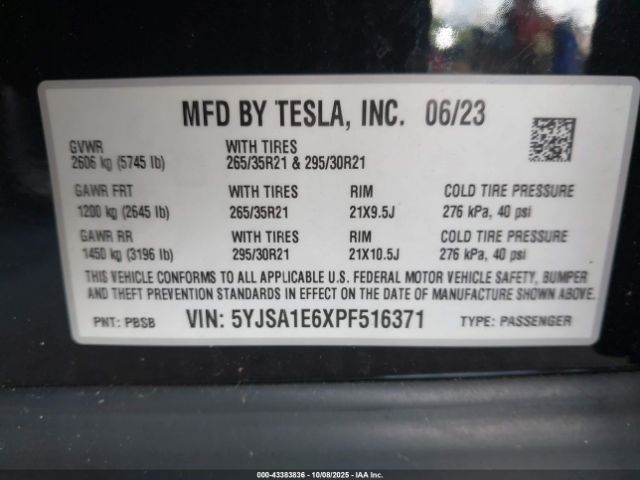 MFD BY TESLA, INC. 06/23
GVWR WITH TIRES
2606 kg (5745 lb) 265/35R21 & 295/30R21
GAWR FRT WITH TIRES RIM COLD TIRE PRESSURE
1200 kg (2645 lb) 265/35R21 21X9.5J 276 kPa, 40 psi
GAWR RR WITH TIRES RIM COLD TIRE PRESSURE
1450 kg (3196 lb) 295/30R21 21X10.5J 276 kPa, 40 psi
THIS VEHICLE CONFORMS TO ALL APPLICABLE U.S. FEDERAL MOTOR VEHICLE SAFETY, BUMPER
AND THEFT PREVENTION STANDARDS IN EFFECT ON THE DATE OF MANUFACTURE SHOWN ABOVE.
PNT: PBSB VIN: 5YJSA1E6XPF516371 TYPE: PASSENGER
000-43383836 - 10/08/2025 - Copyright © IAA, Inc.